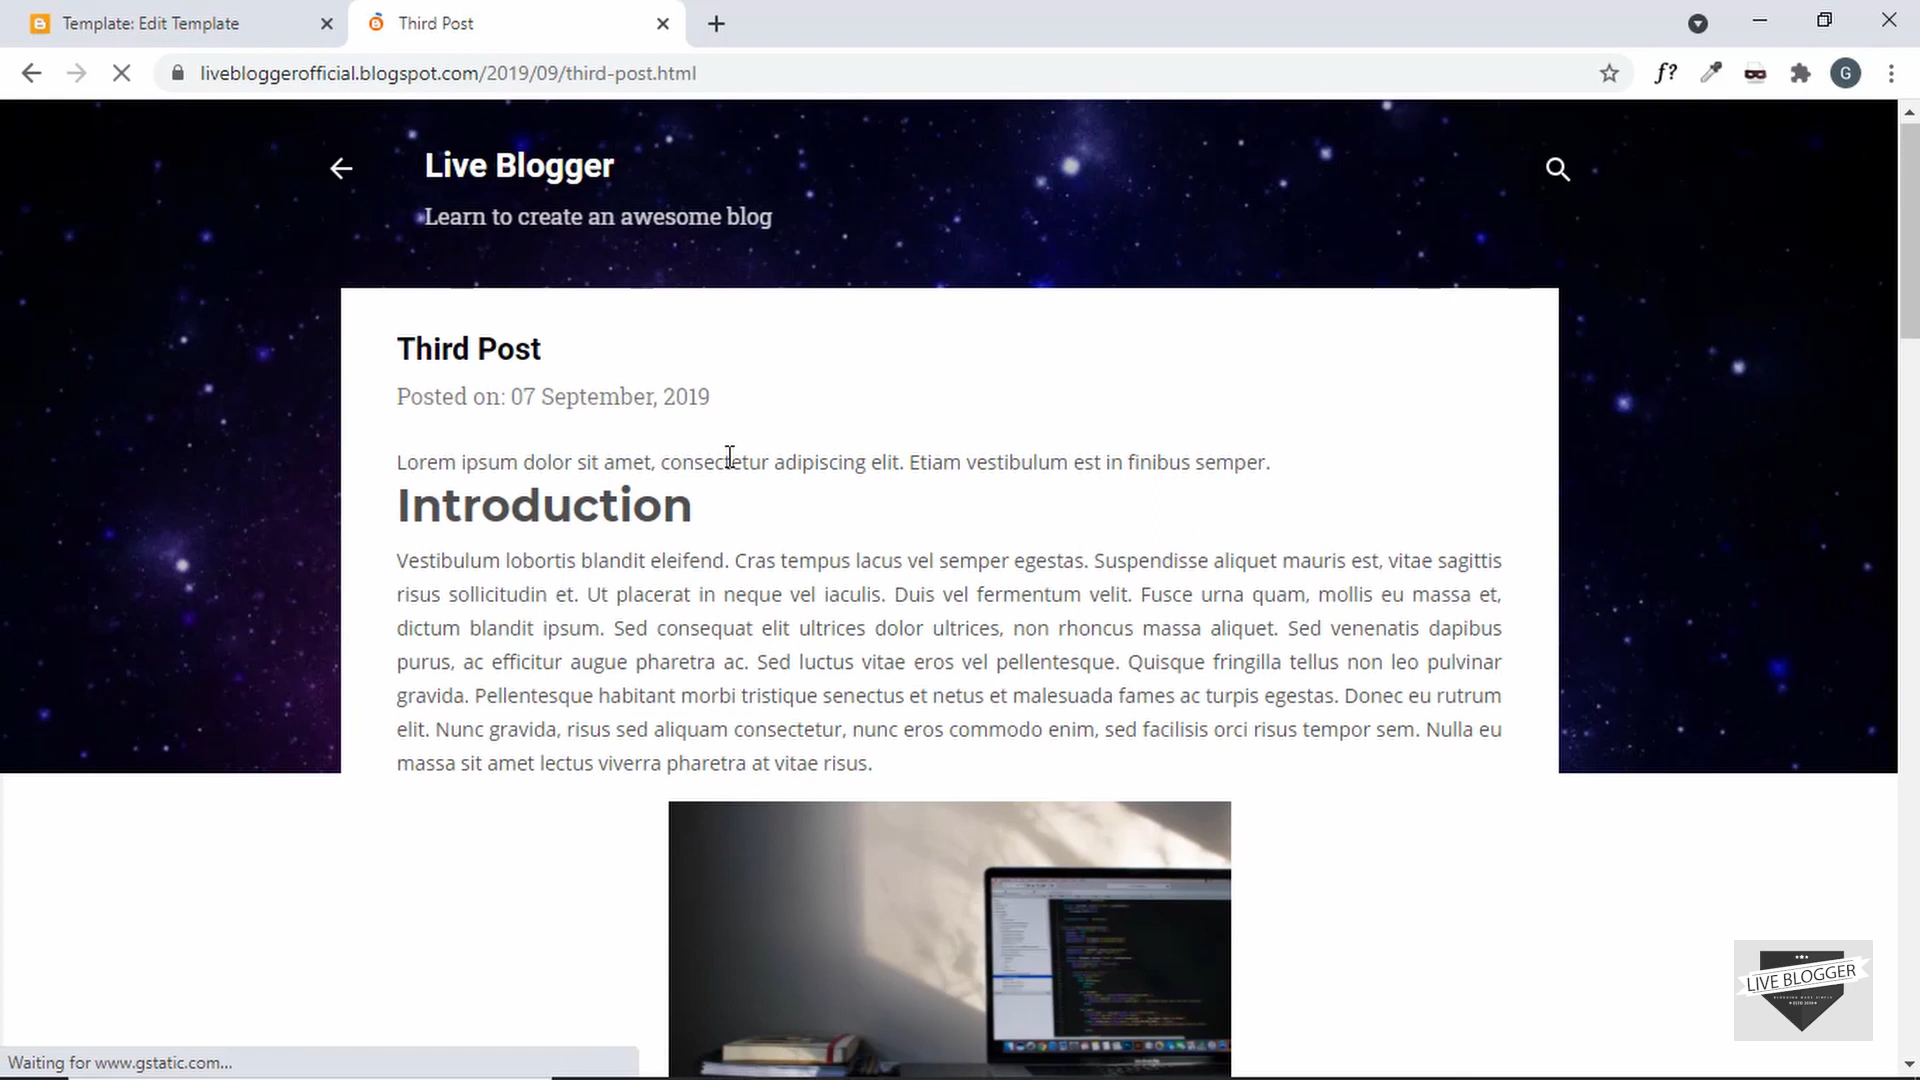 Template: Edit Template
Third Post
livebloggerofficial.blogspot.com/2019/09/third-post.html
f?
G
Live Blogger
Learn to create an awesome blog
Third Post
Posted on: 07 September, 2019
Lorem ipsum dolor sit amet, consectetur adipiscing elit. Etiam vestibulum est in finibus semper.
Introduction
Vestibulum lobortis blandit eleifend. Cras tempus lacus vel semper egestas. Suspendisse aliquet mauris est, vitae sagittis
risus sollicitudin et. Ut placerat in neque vel iaculis. Duis vel fermentum velit. Fusce urna quam, mollis eu massa et,
dictum blandit ipsum. Sed consequat elit ultrices dolor ultrices, non rhoncus massa aliquet. Sed venenatis dapibus
purus, ac efficitur augue pharetra ac. Sed luctus vitae eros vel pellentesque. Quisque fringilla tellus non leo pulvinar
gravida. Pellentesque habitant morbi tristique senectus et netus et malesuada fames ac turpis egestas. Donec eu rutrum
elit. Nunc gravida, risus sed aliquam consectetur, nunc eros commodo enim, sed facilisis orci risus tempor sem. Nulla eu
massa sit amet lectus viverra pharetra at vitae risus.
LIVE BLOGGER
Waiting for www.gstatic.com...